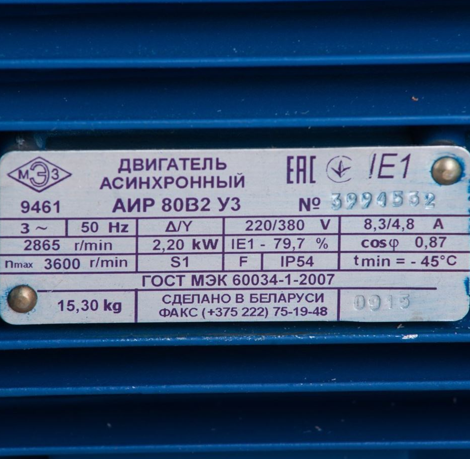 МЭЗ
ДВИГАТЕЛЬ
АСИНХРОННЫЙ
EAC IE1
9461 АИР 80В2 У3 № 3994532
3 ~ 50 Hz Δ/Y 220/380 V 8,3/4,8 A
2865 r/min 2,20 kW IE1 - 79,7 % cosφ 0,87
nmax 3600 r/min S1 F IP54 tmin = - 45°C
ГОСТ МЭК 60034-1-2007
15,30 kg СДЕЛАНО В БЕЛАРУСИ 0915
ФАКС (+375 222) 75-19-48